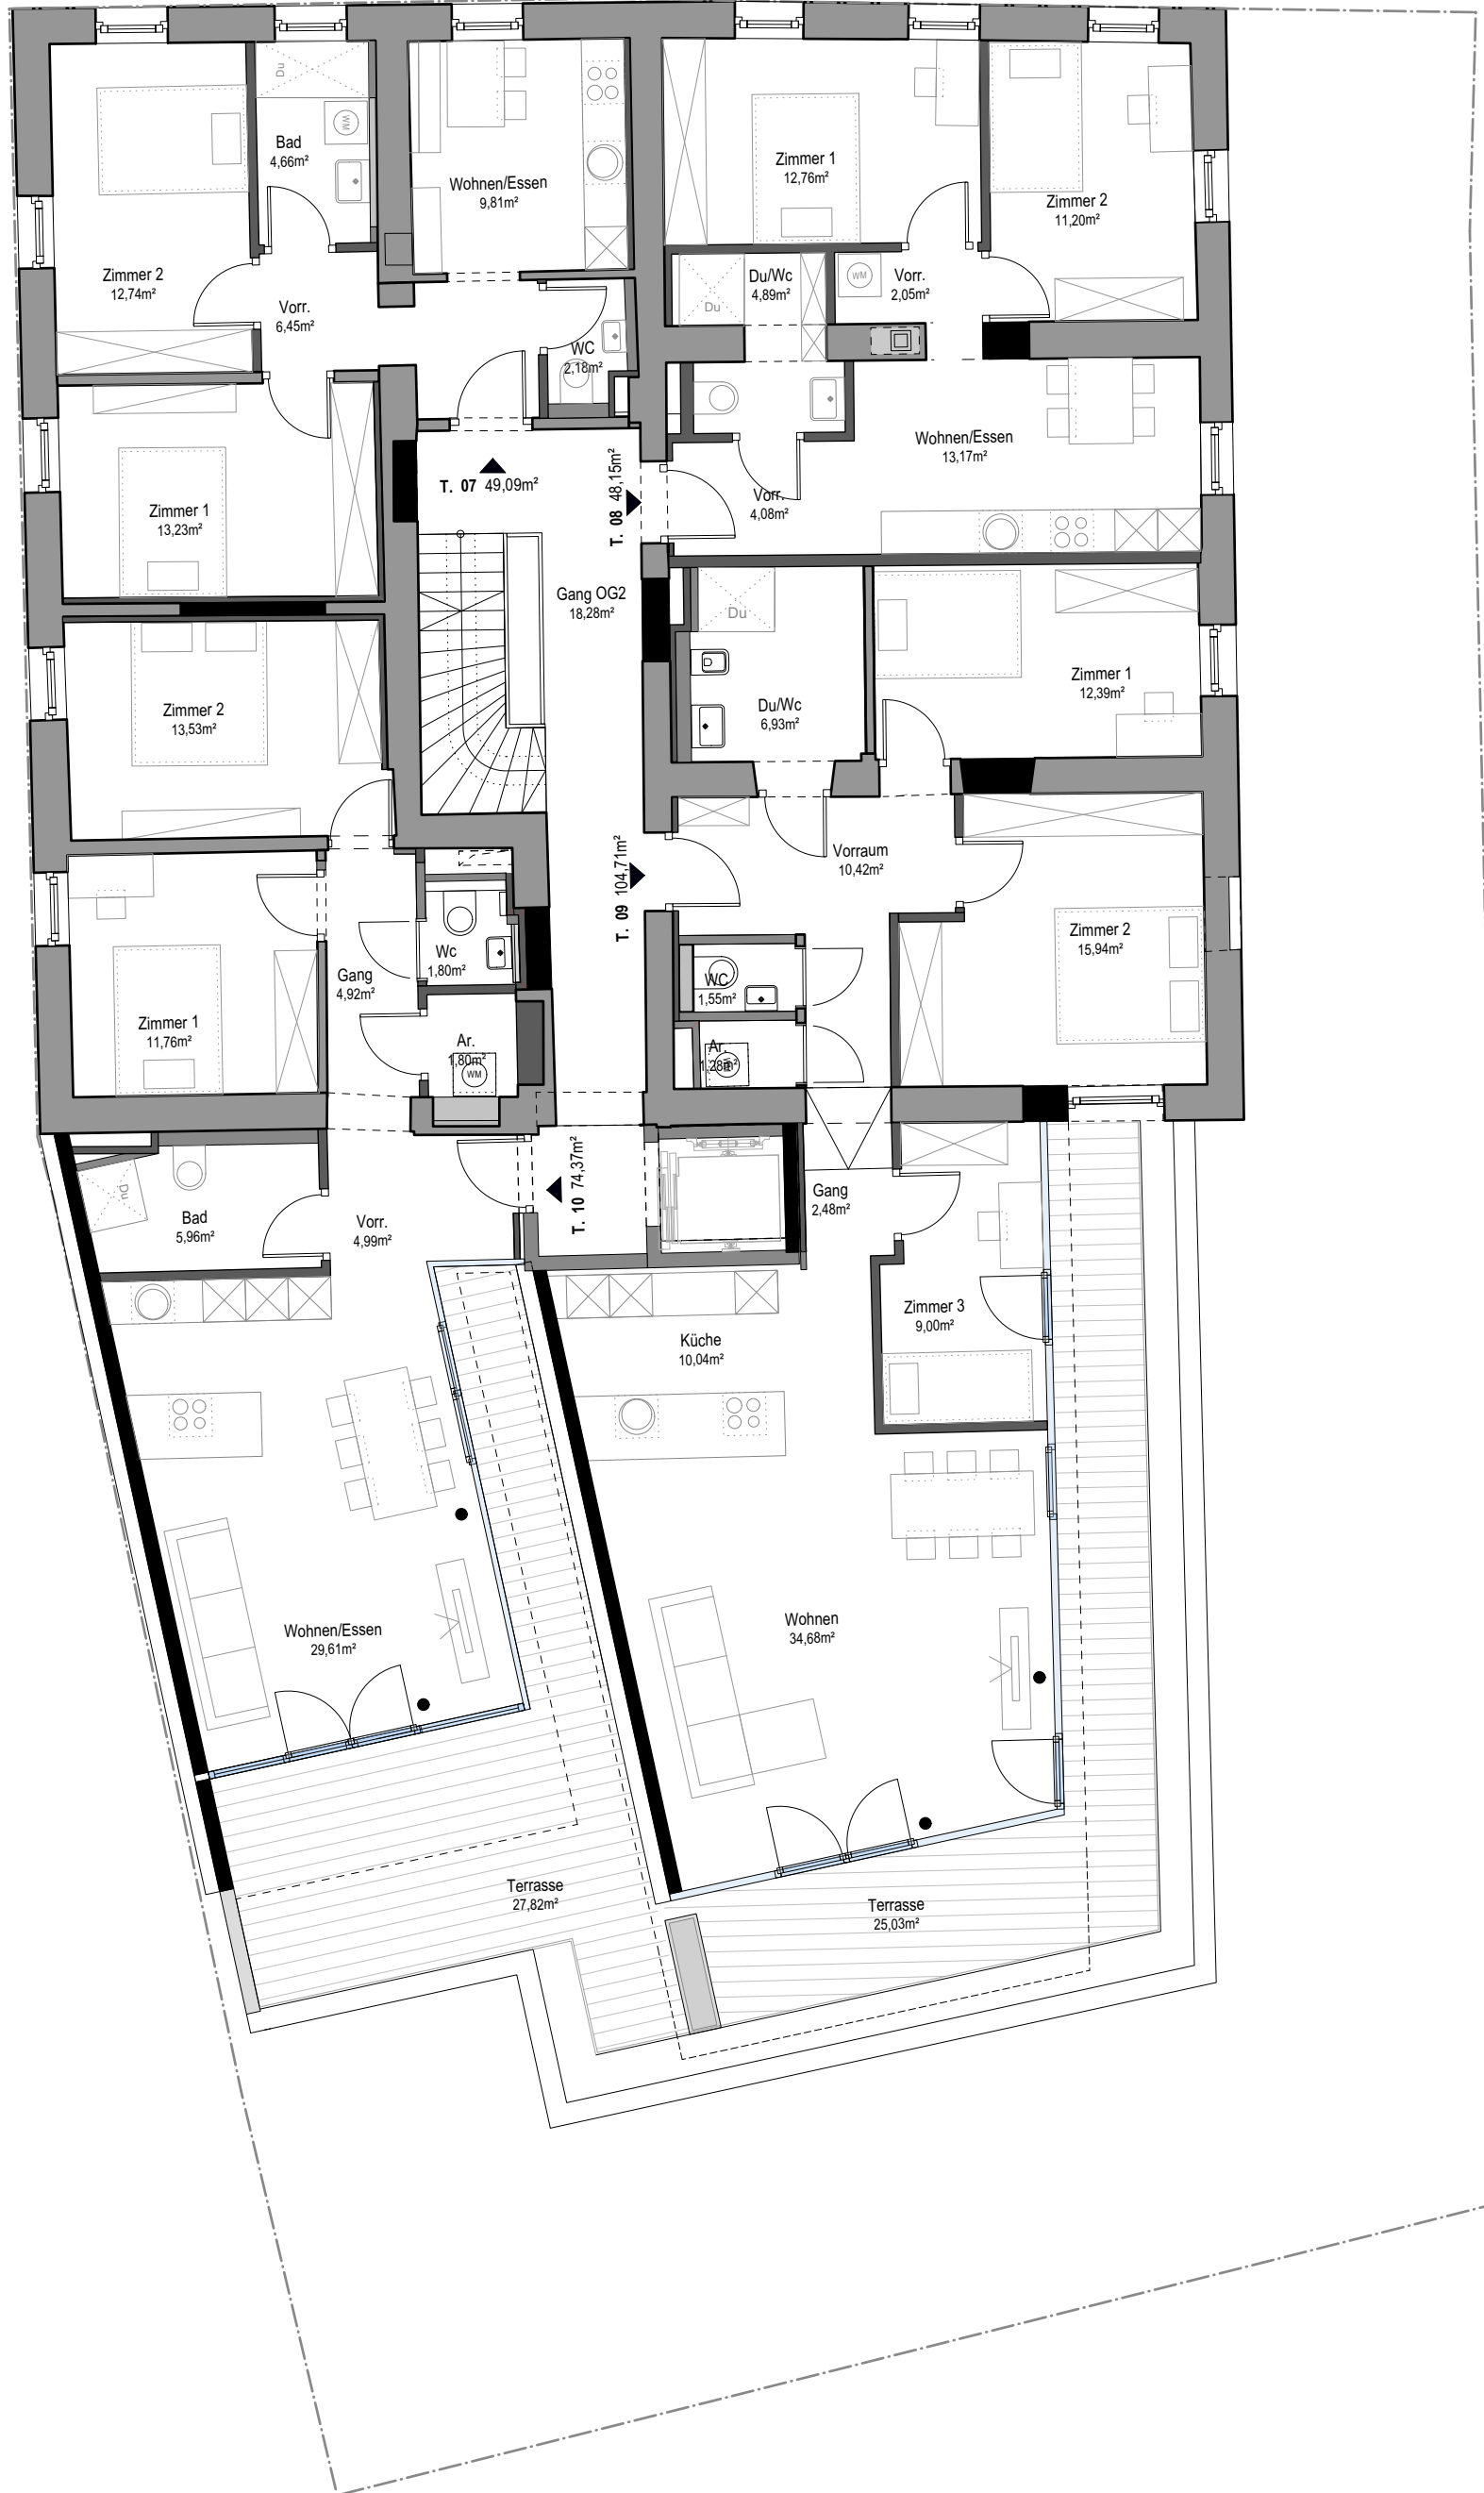 Du
Bad
4,66m²
WM
Wohnen/Essen
9,81m²
Zimmer 1
12,76m²
Zimmer 2
11,20m²
Zimmer 2
12,74m²
Vorr.
6,45m²
Du/Wc
4,89m²
Du
WM
Vorr.
2,05m²
WC
2,18m²
Wohnen/Essen
13,17m²
Zimmer 1
13,23m²
T. 07 49,09m²
T. 08 48,15m²
Vorr.
4,08m²
Gang OG2
18,28m²
Du
Zimmer 2
13,53m²
Du/Wc
6,93m²
Zimmer 1
12,39m²
Vorraum
10,42m²
T. 09 104,71m²
Zimmer 2
15,94m²
Wc
1,80m²
Gang
4,92m²
WC
1,55m²
Zimmer 1
11,76m²
Ar.
1,80m²
WM
Ar.
1,28m²
T. 10 74,37m²
Du
Bad
5,96m²
Vorr.
4,99m²
Gang
2,48m²
Zimmer 3
9,00m²
Küche
10,04m²
Wohnen/Essen
29,61m²
Wohnen
34,68m²
Terrasse
27,82m²
Terrasse
25,03m²